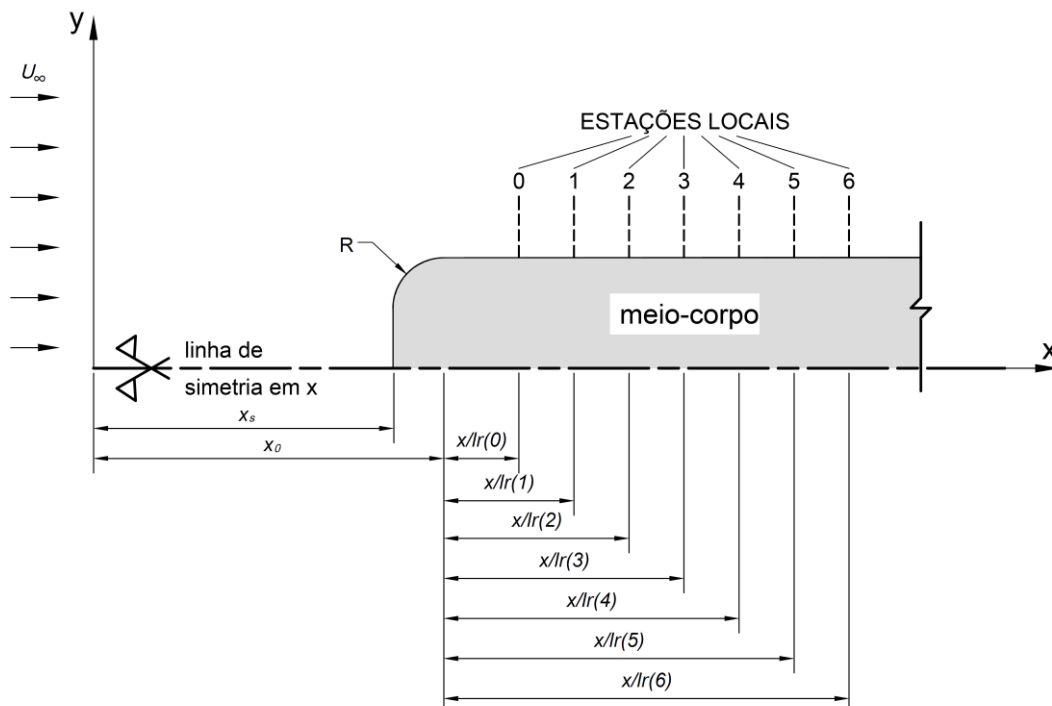 y
U∞
ESTAÇÕES LOCAIS
0 1 2 3 4 5 6
R
meio-corpo
x
linha de
simetria em x
xs
x0
x/lr(0)
x/lr(1)
x/lr(2)
x/lr(3)
x/lr(4)
x/lr(5)
x/lr(6)